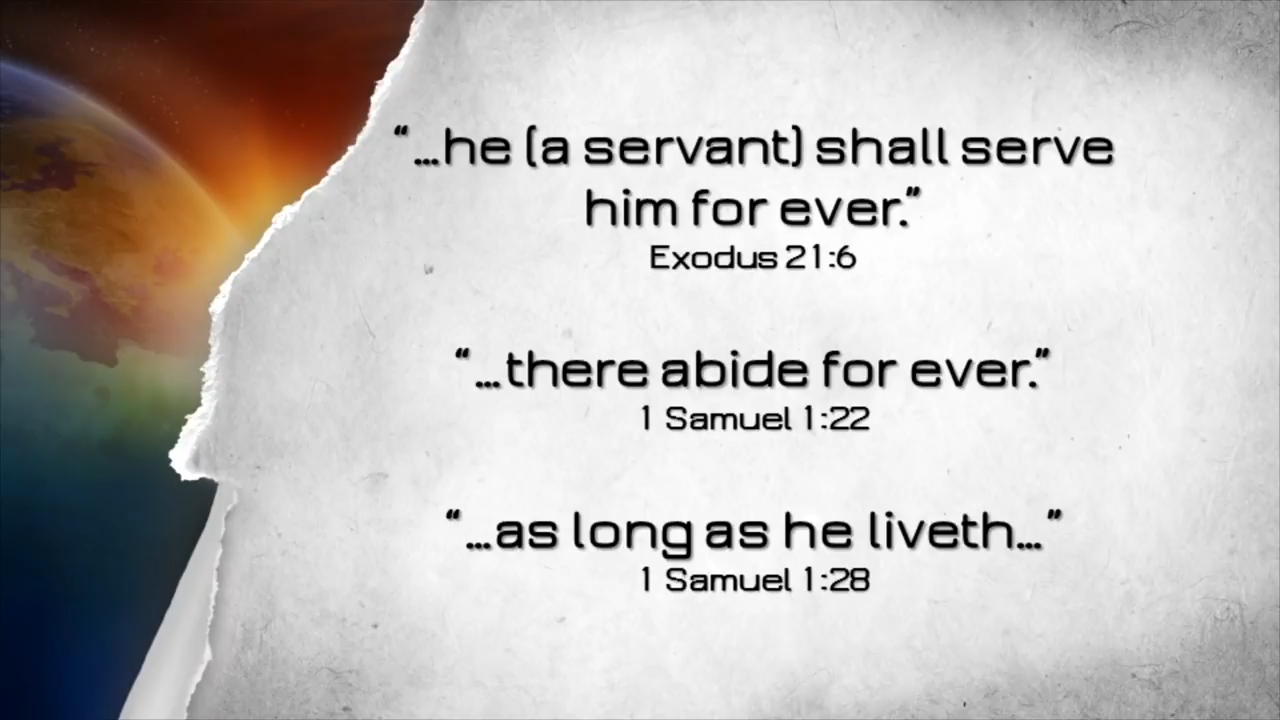 “...he (a servant) shall serve
him for ever.”
Exodus 21:6
“...there abide for ever.”
1 Samuel 1:22
“...as long as he liveth...”
1 Samuel 1:28